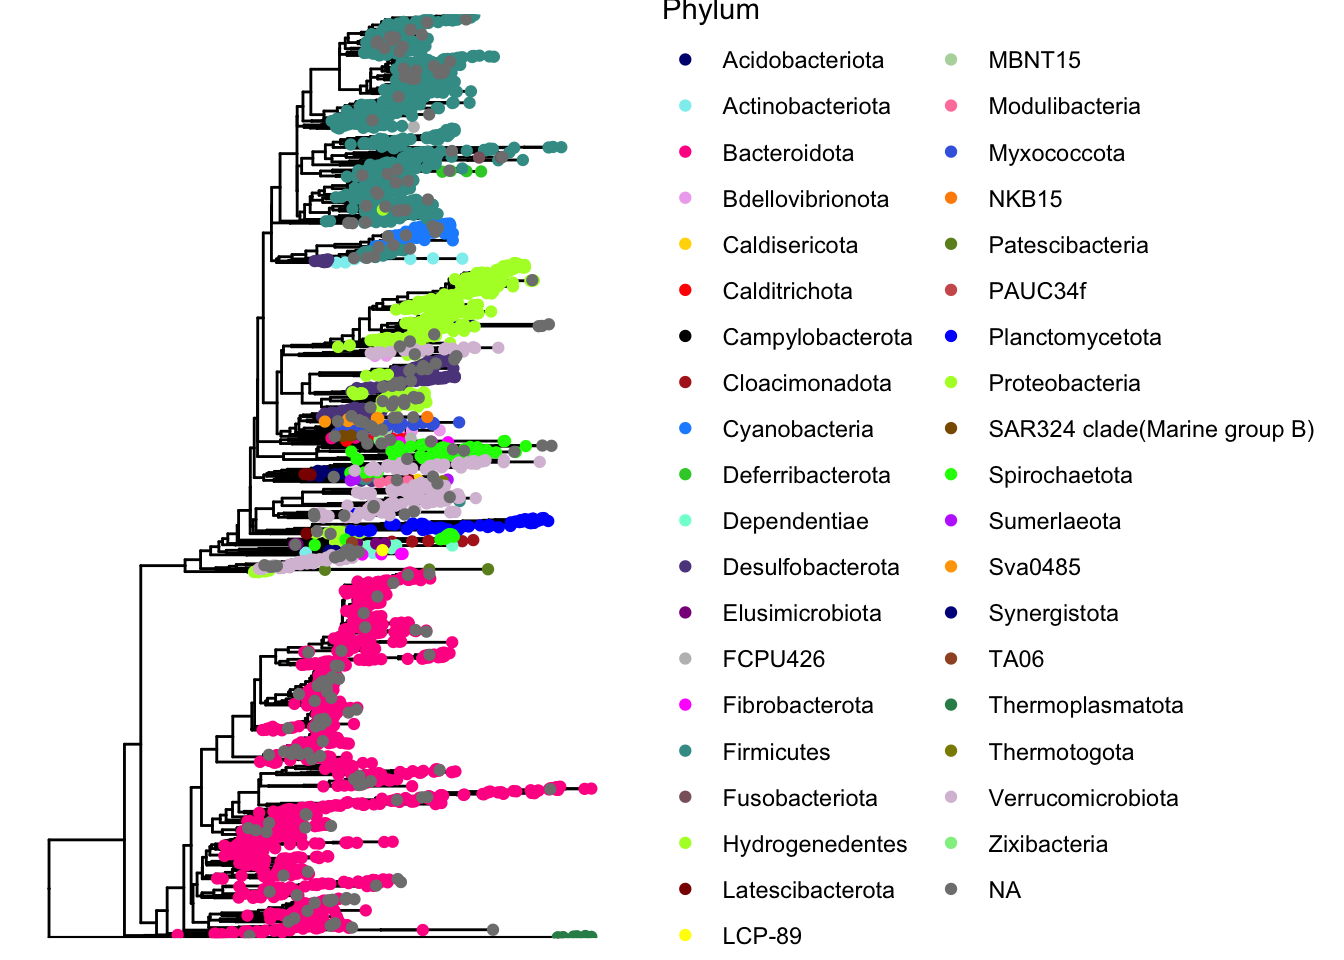 Phylum
Acidobacteriota
Actinobacteriota
Bacteroidota
Bdellovibrionota
Caldisericota
Calditrichota
Campylobacterota
Cloacimonadota
Cyanobacteria
Deferribacterota
Dependentiae
Desulfobacterota
Elusimicrobiota
FCPU426
Fibrobacterota
Firmicutes
Fusobacteriota
Hydrogenedentes
Latescibacterota
LCP-89
MBNT15
Modulibacteria
Myxococcota
NKB15
Patescibacteria
PAUC34f
Planctomycetota
Proteobacteria
SAR324 clade(Marine group B)
Spirochaetota
Sumerlaeota
Sva0485
Synergistota
TA06
Thermoplasmatota
Thermotogota
Verrucomicrobiota
Zixibacteria
NA